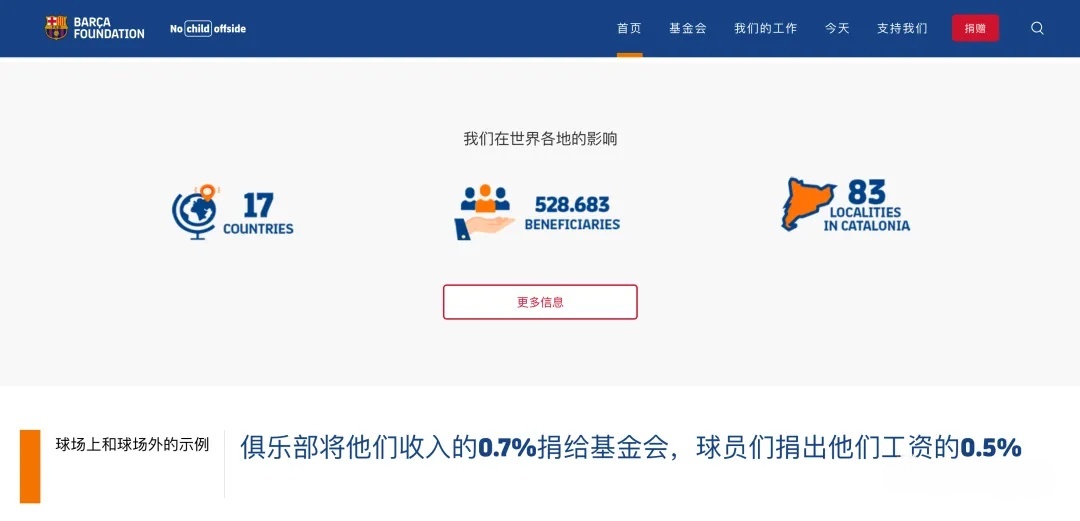 BARÇA
FOUNDATION
No child offside
首页 基金会 我们的工作 今天 支持我们 捐赠
我们在世界各地的影响
17
COUNTRIES
528.683
BENEFICIARIES
83
LOCALITIES
IN CATALONIA
更多信息
球场上和球场外的示例
俱乐部将他们收入的0.7%捐给基金会，球员们捐出他们工资的0.5%